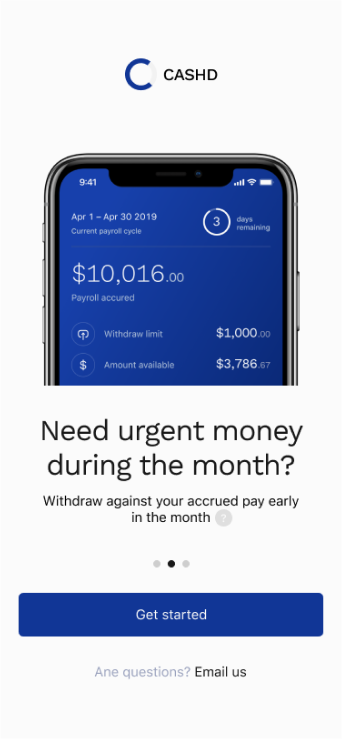 CASHD
9:41
Apr 1 – Apr 30 2019
Current payroll cycle
3
days
remaining
$10,016.00
Payroll accured
Withdraw limit
$1,000.00
$
Amount available
$3,786.67
Need urgent money
during the month?
Withdraw against your accrued pay early
in the month ?
Get started
Ane questions? Email us